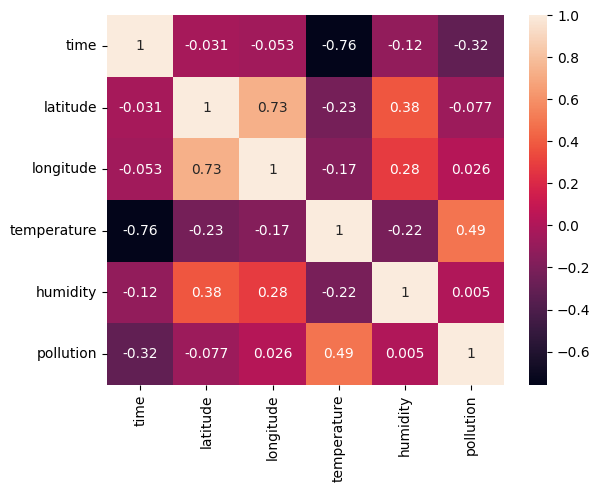 time 1 -0.031 -0.053 -0.76 -0.12 -0.32
latitude -0.031 1 0.73 -0.23 0.38 -0.077
longitude -0.053 0.73 1 -0.17 0.28 0.026
temperature -0.76 -0.23 -0.17 1 -0.22 0.49
humidity -0.12 0.38 0.28 -0.22 1 0.005
pollution -0.32 -0.077 0.026 0.49 0.005 1
time
latitude
longitude
temperature
humidity
pollution
1.0
0.8
0.6
0.4
0.2
0.0
−0.2
−0.4
−0.6